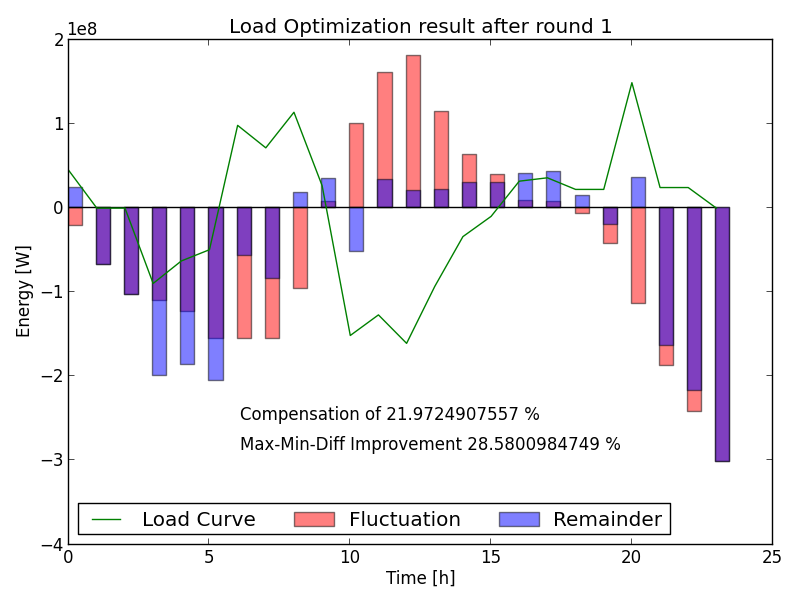 Load Optimization result after round 1
1e8
2
1
0
−1
−2
−3
−4
Energy [W]
Compensation of 21.9724907557 %
Max-Min-Diff Improvement 28.5800984749 %
Load Curve Fluctuation Remainder
0 5 10 15 20 25
Time [h]